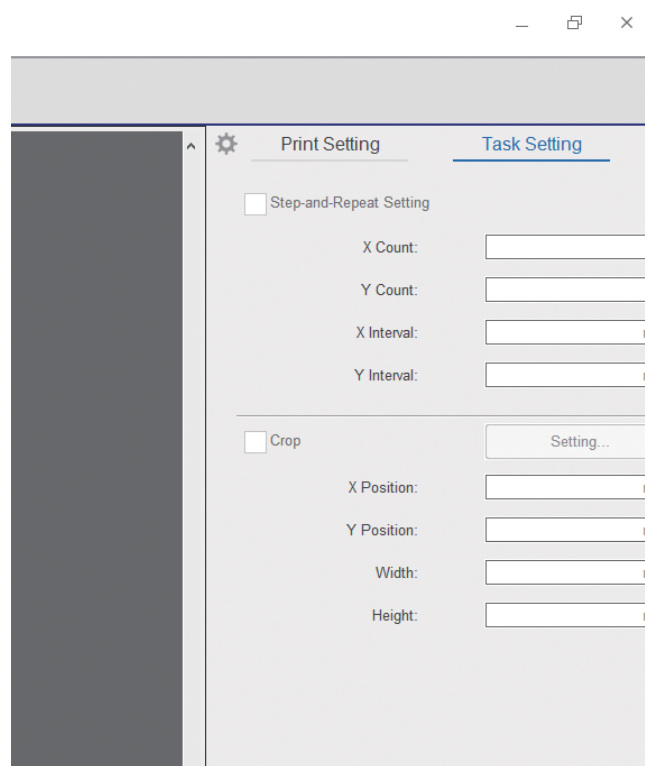 Print Setting Task Setting
Step-and-Repeat Setting
X Count:
Y Count:
X Interval:
Y Interval:
Crop Setting...
X Position:
Y Position:
Width:
Height: